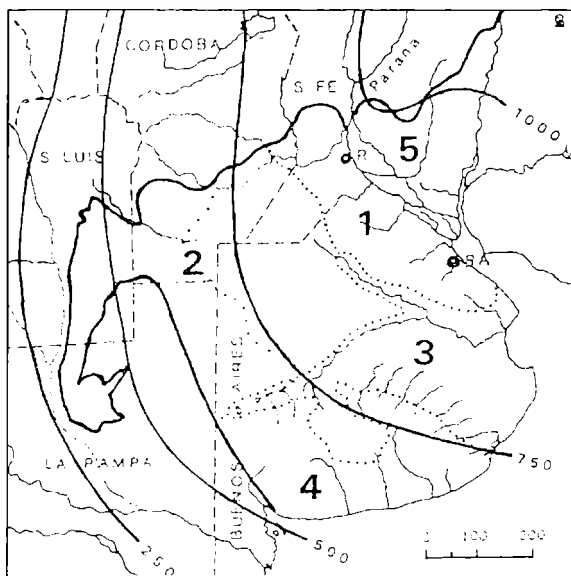 CORDOBA
S. FE
Parana
1000
S. LUIS
5
R
1
2
BA
3
BUENOS AIRES
750
LA PAMPA
4
250
500
0 100 200